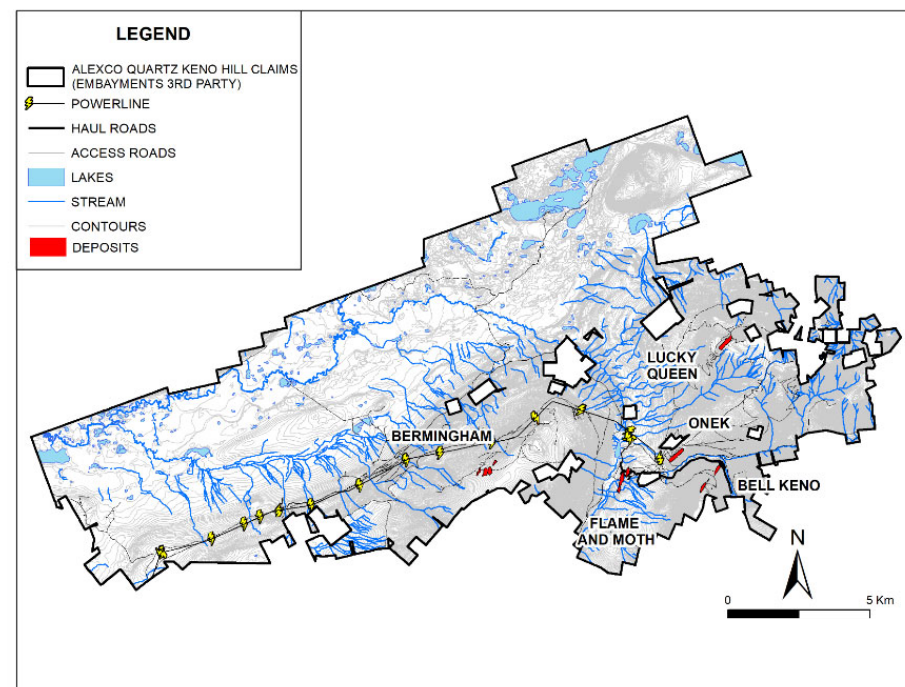 LEGEND
ALEXCO QUARTZ KENO HILL CLAIMS
(EMBAYMENTS 3RD PARTY)
POWERLINE
HAUL ROADS
ACCESS ROADS
LAKES
STREAM
CONTOURS
DEPOSITS
LUCKY
QUEEN
ONEK
BERMINGHAM
BELL KENO
FLAME
AND MOTH
N
0 5 Km